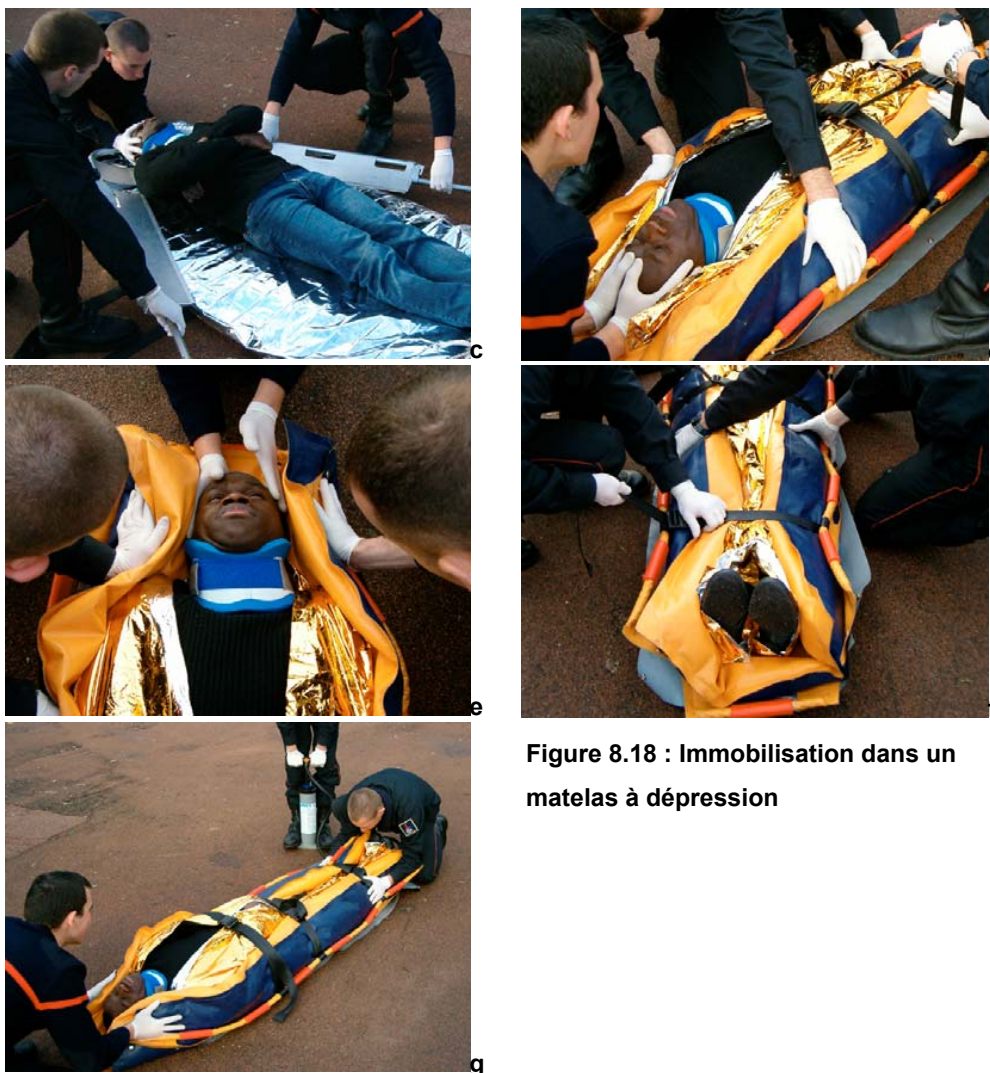 c
e
Figure 8.18 : Immobilisation dans un
matelas à dépression
g